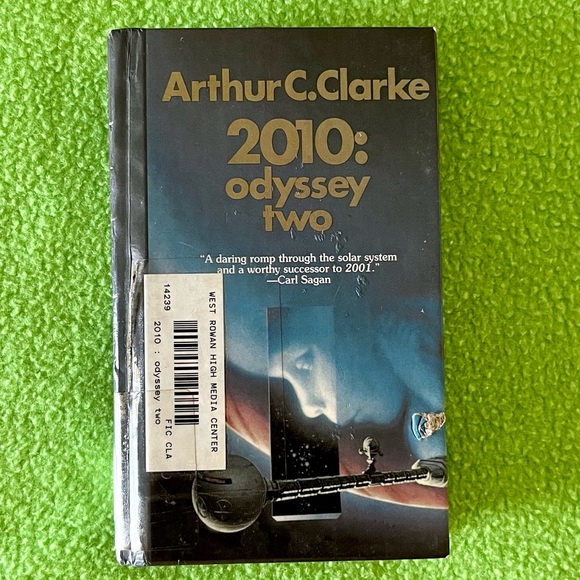 Arthur C. Clarke
2010:
odyssey
two
"A daring romp through the solar system
and a worthy successor to 2001."
—Carl Sagan
WEST ROWAN HIGH MEDIA CENTER
14239 FIC CLA
2010 : odyssey two